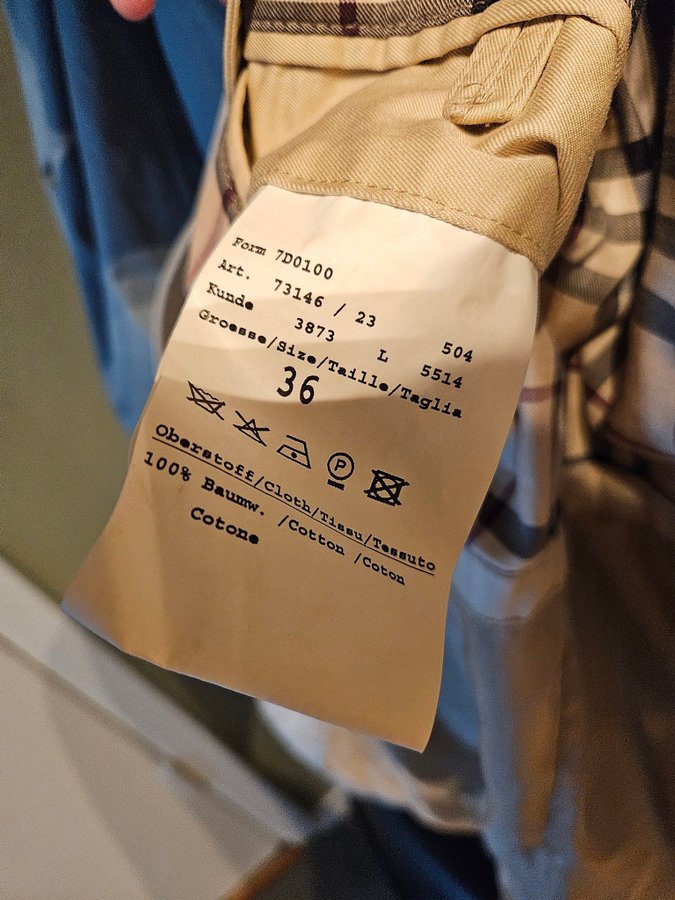 Form 7D0100
Art. 73146 / 23 504
Kunde 3873 L 5514
Groesse/Size/Taille/Taglia
36
P
Oberstoff/Cloth/Tissu/Tessuto
100% Baumw. /Cotton /Coton
Cotone